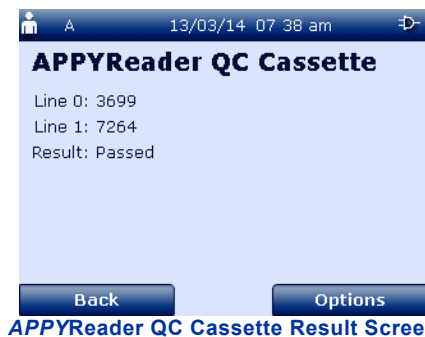 A 13/03/14 07 38 am
APPYReader QC Cassette
Line 0: 3699
Line 1: 7264
Result: Passed
Back Options
APPYReader QC Cassette Result Scree